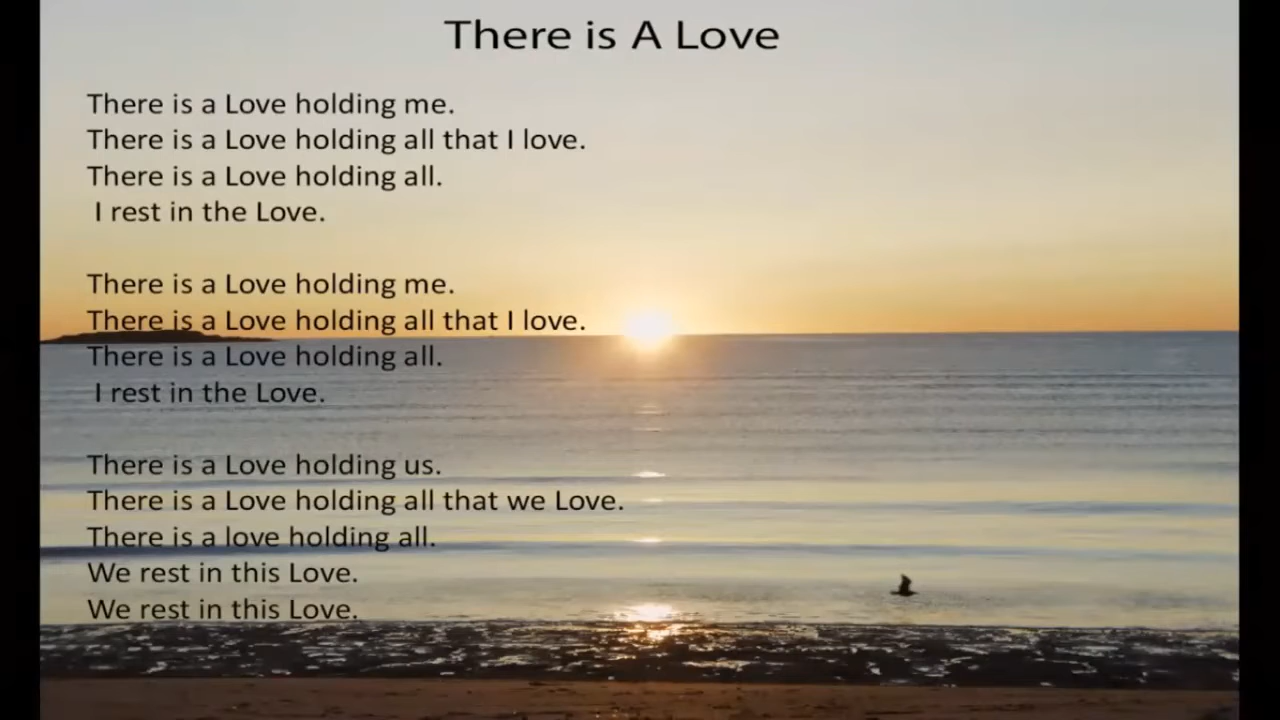 There is A Love
There is a Love holding me.
There is a Love holding all that I love.
There is a Love holding all.
I rest in the Love.
There is a Love holding me.
There is a Love holding all that I love.
There is a Love holding all.
I rest in the Love.
There is a Love holding us.
There is a Love holding all that we Love.
There is a love holding all.
We rest in this Love.
We rest in this Love.